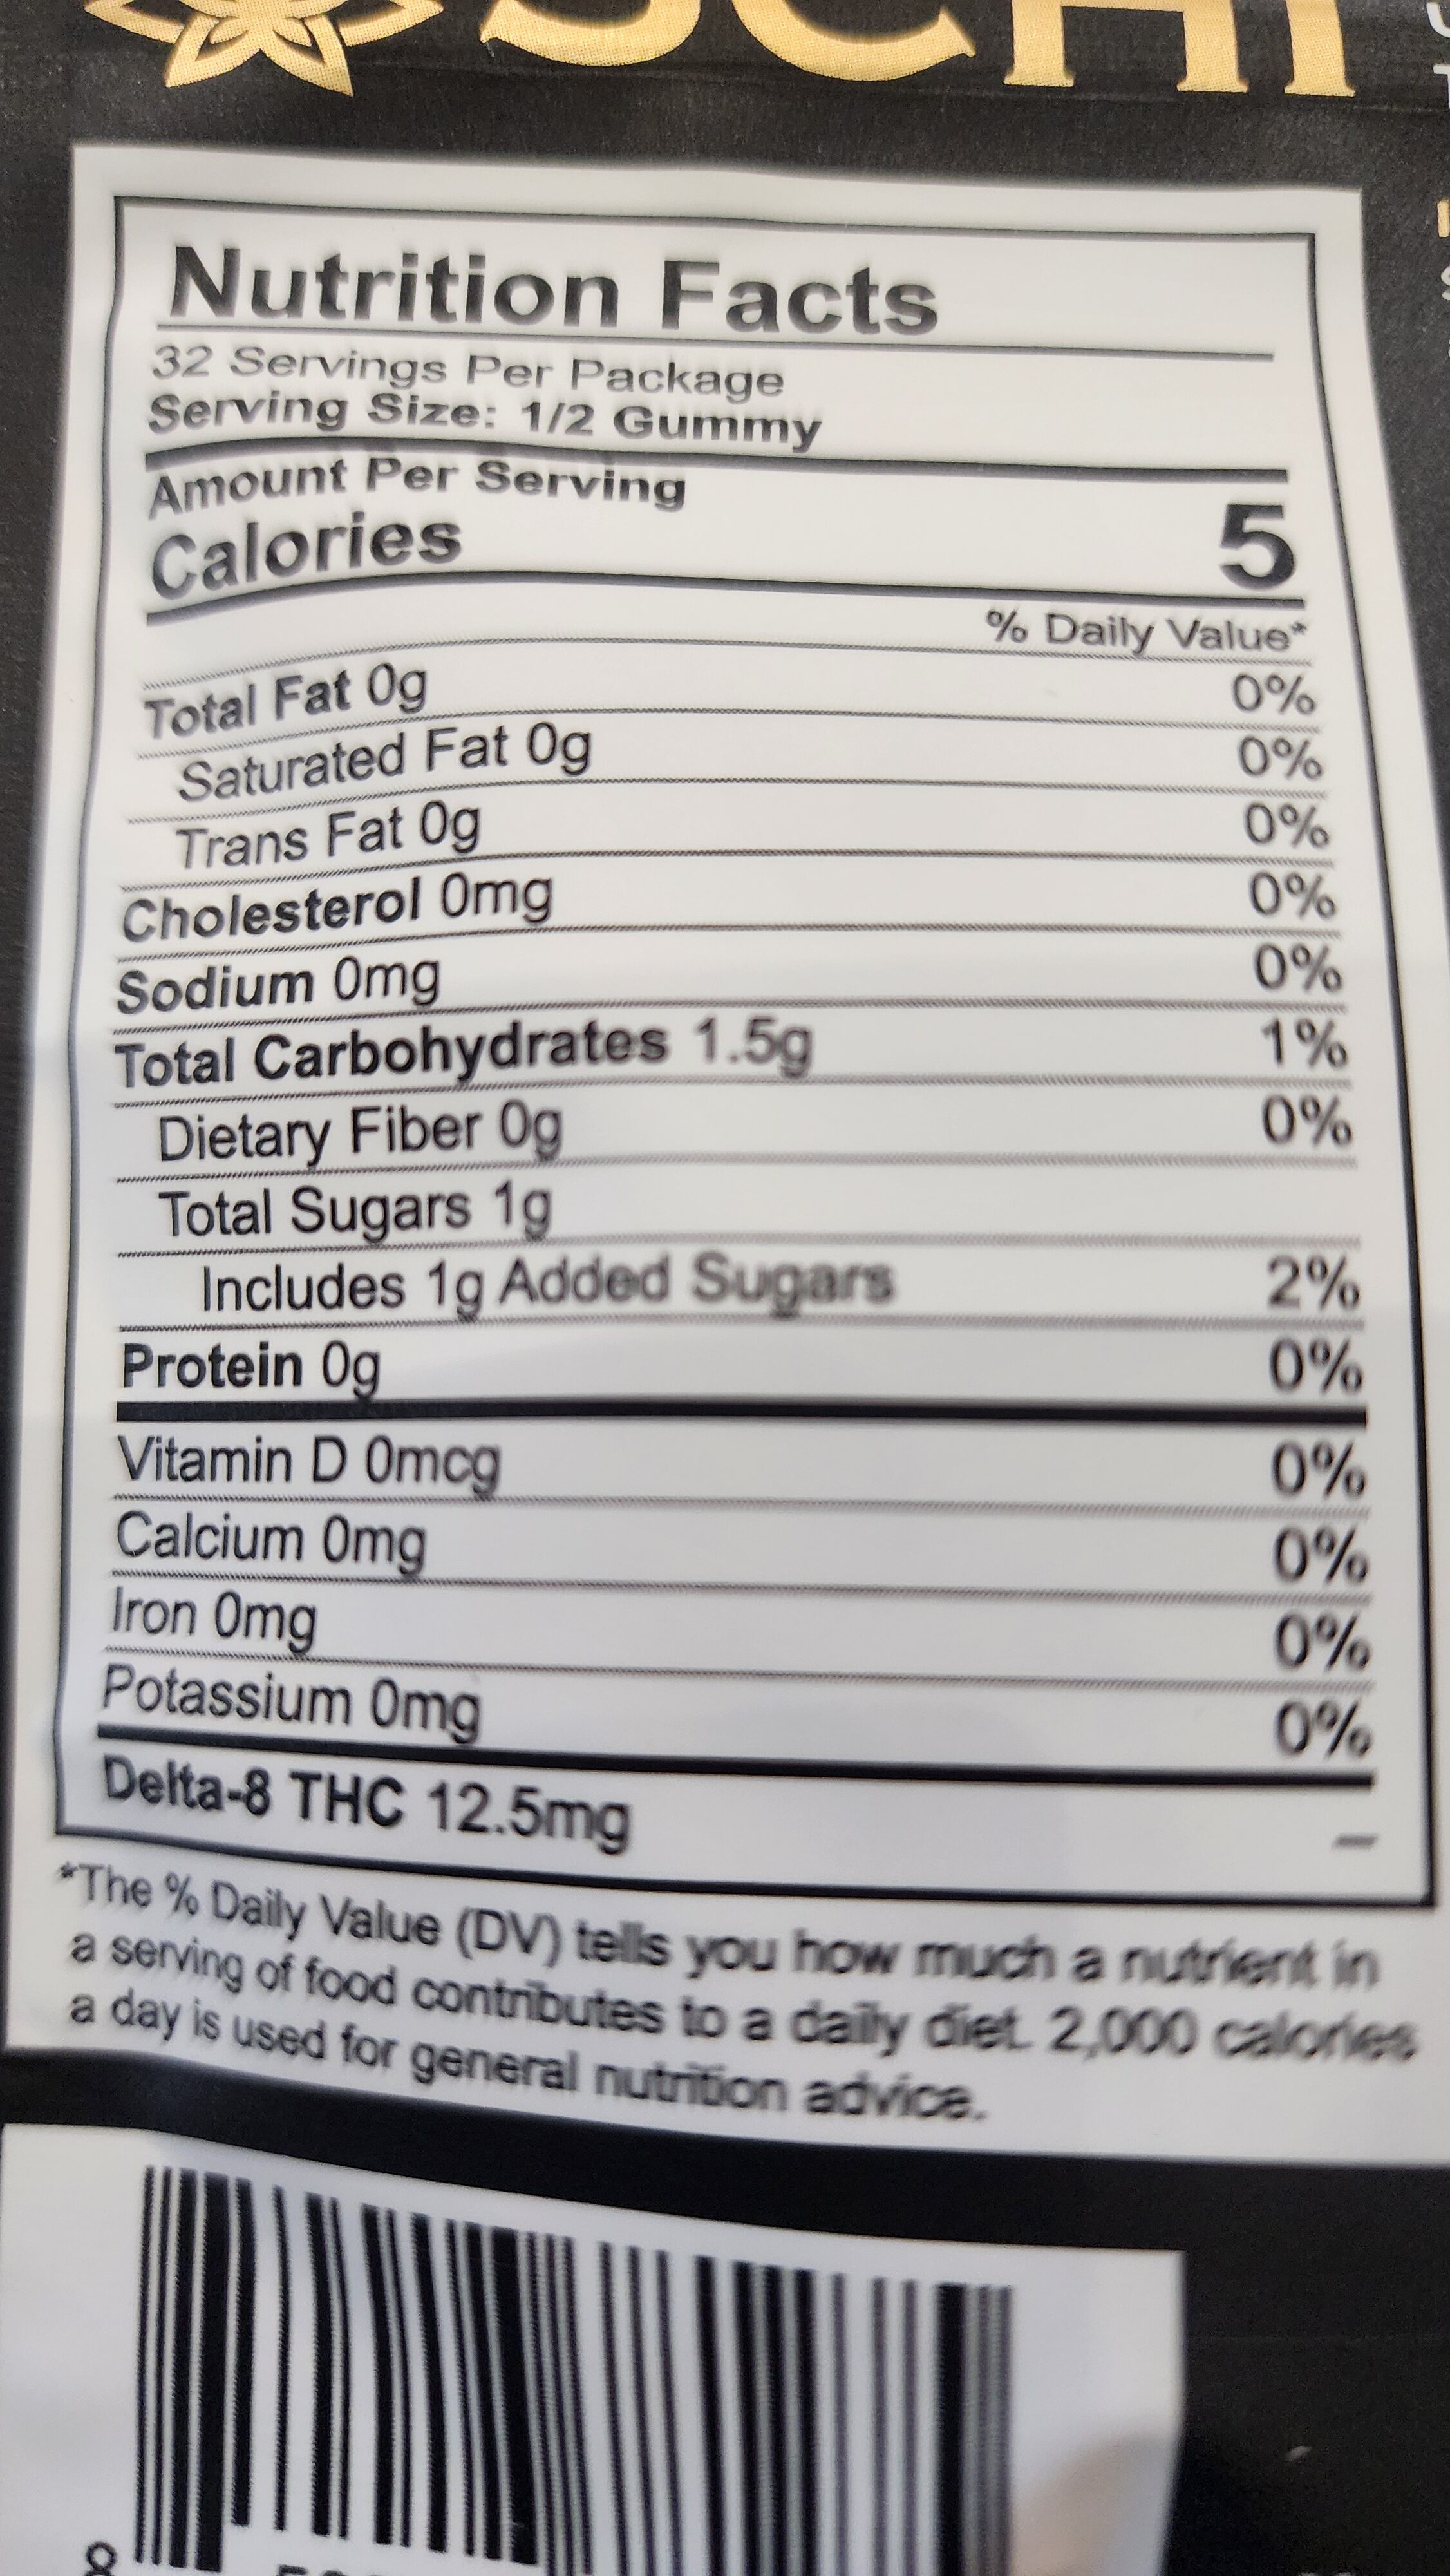 SCHI
Nutrition Facts
32 Servings Per Package
Serving Size: 1/2 Gummy
Amount Per Serving
Calories 5
% Daily Value*
Total Fat 0g 0%
Saturated Fat 0g 0%
Trans Fat 0g 0%
Cholesterol 0mg 0%
Sodium 0mg 0%
Total Carbohydrates 1.5g 1%
Dietary Fiber 0g 0%
Total Sugars 1g
Includes 1g Added Sugars 2%
Protein 0g 0%
Vitamin D 0mcg 0%
Calcium 0mg 0%
Iron 0mg 0%
Potassium 0mg 0%
Delta-8 THC 12.5mg –
*The % Daily Value (DV) tells you how much a nutrient in
a serving of food contributes to a daily diet. 2,000 calories
a day is used for general nutrition advice.
8